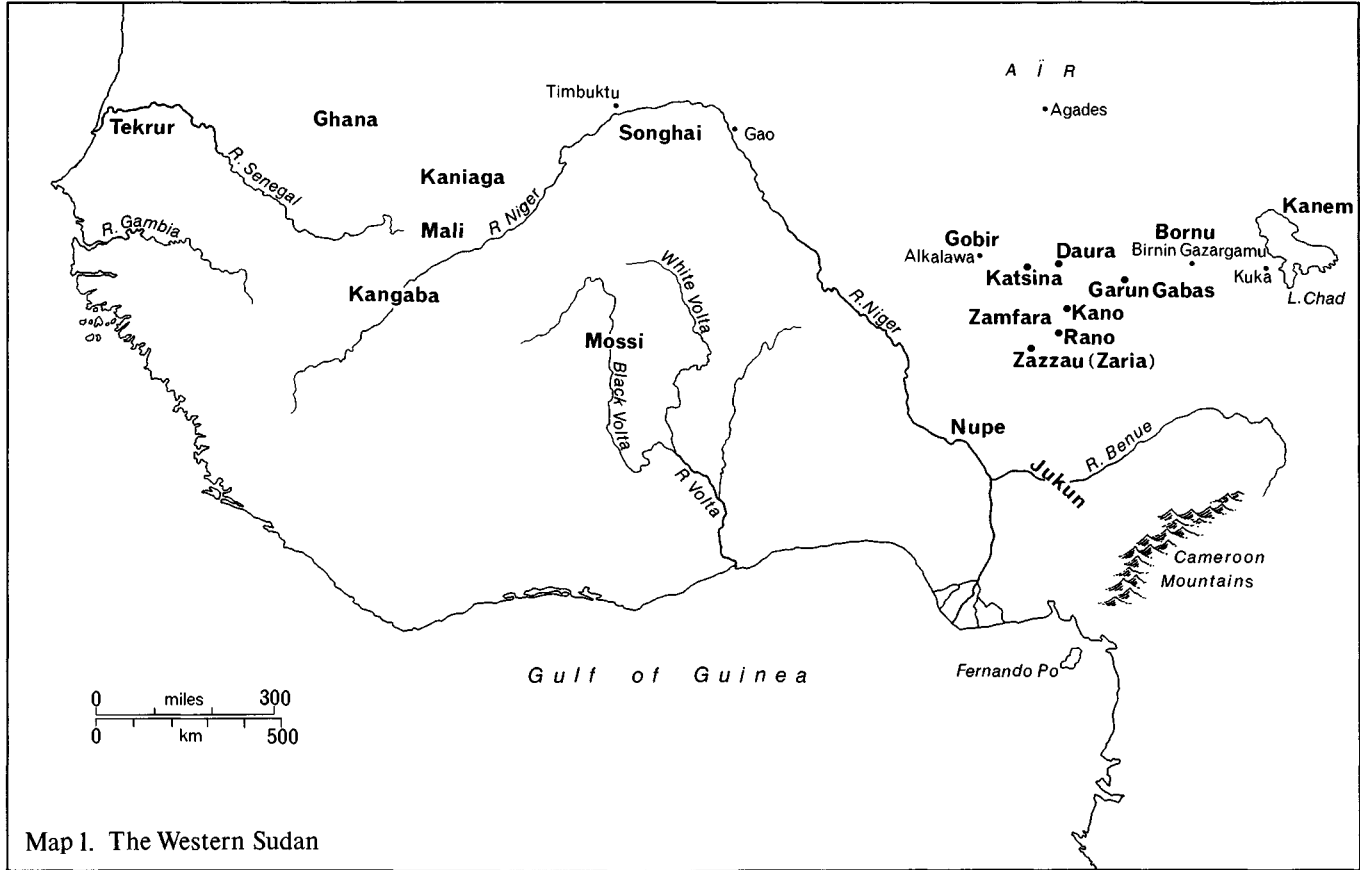 A Ï R
Agades
Timbuktu
Tekrur
Ghana
Songhai
Gao
R. Senegal
Kaniaga
R Niger
Kanem
R. Gambia
Mali
Gobir
Alkalawa
Daura
Bornu
Birnin Gazargamu
Katsina
Garun Gabas
Kuka
L. Chad
Kangaba
White Volta
R. Niger
Zamfara
Kano
Mossi
Rano
Black Volta
Zazzau (Zaria)
Nupe
Jukun
R. Benue
R Volta
Cameroon
Mountains
Gulf of Guinea
Fernando Po
0 miles 300
0 km 500
Map 1. The Western Sudan